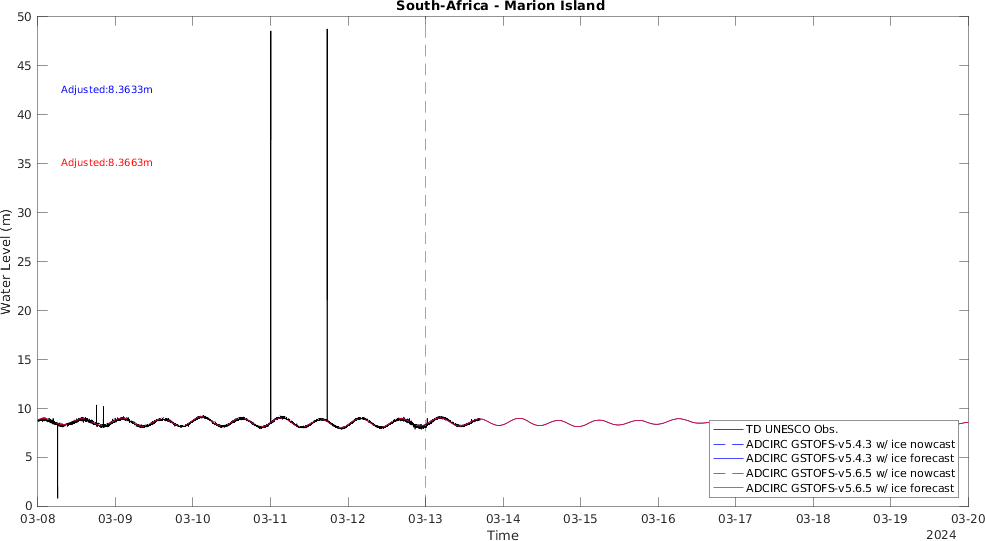 South-Africa - Marion Island
50
45
40
35
30
25
20
15
10
5
0
Water Level (m)
Adjusted:8.3633m
Adjusted:8.3663m
TD UNESCO Obs.
ADCIRC GSTOFS-v5.4.3 w/ ice nowcast
ADCIRC GSTOFS-v5.4.3 w/ ice forecast
ADCIRC GSTOFS-v5.6.5 w/ ice nowcast
ADCIRC GSTOFS-v5.6.5 w/ ice forecast
03-08 03-09 03-10 03-11 03-12 03-13 03-14 03-15 03-16 03-17 03-18 03-19 03-20
Time
2024